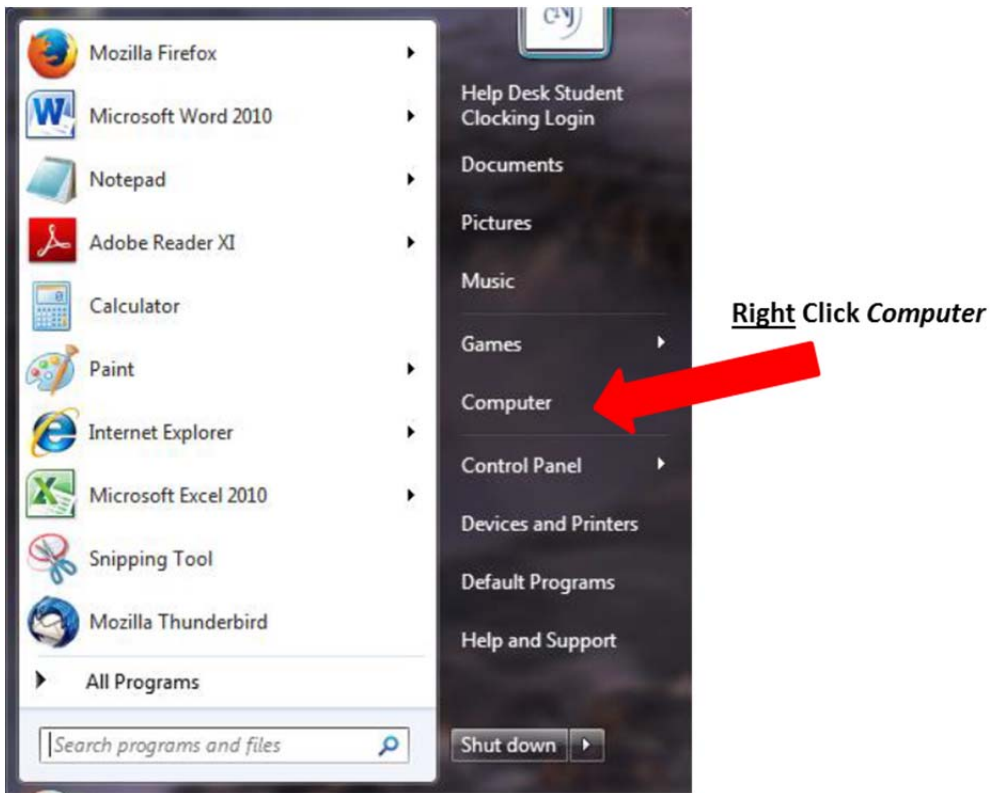 Mozilla Firefox
Microsoft Word 2010
Notepad
Adobe Reader XI
Calculator
Paint
Internet Explorer
Microsoft Excel 2010
Snipping Tool
Mozilla Thunderbird
All Programs
Search programs and files
Help Desk Student
Clocking Login
Documents
Pictures
Music
Games
Computer
Control Panel
Devices and Printers
Default Programs
Help and Support
Shut down
Right Click Computer